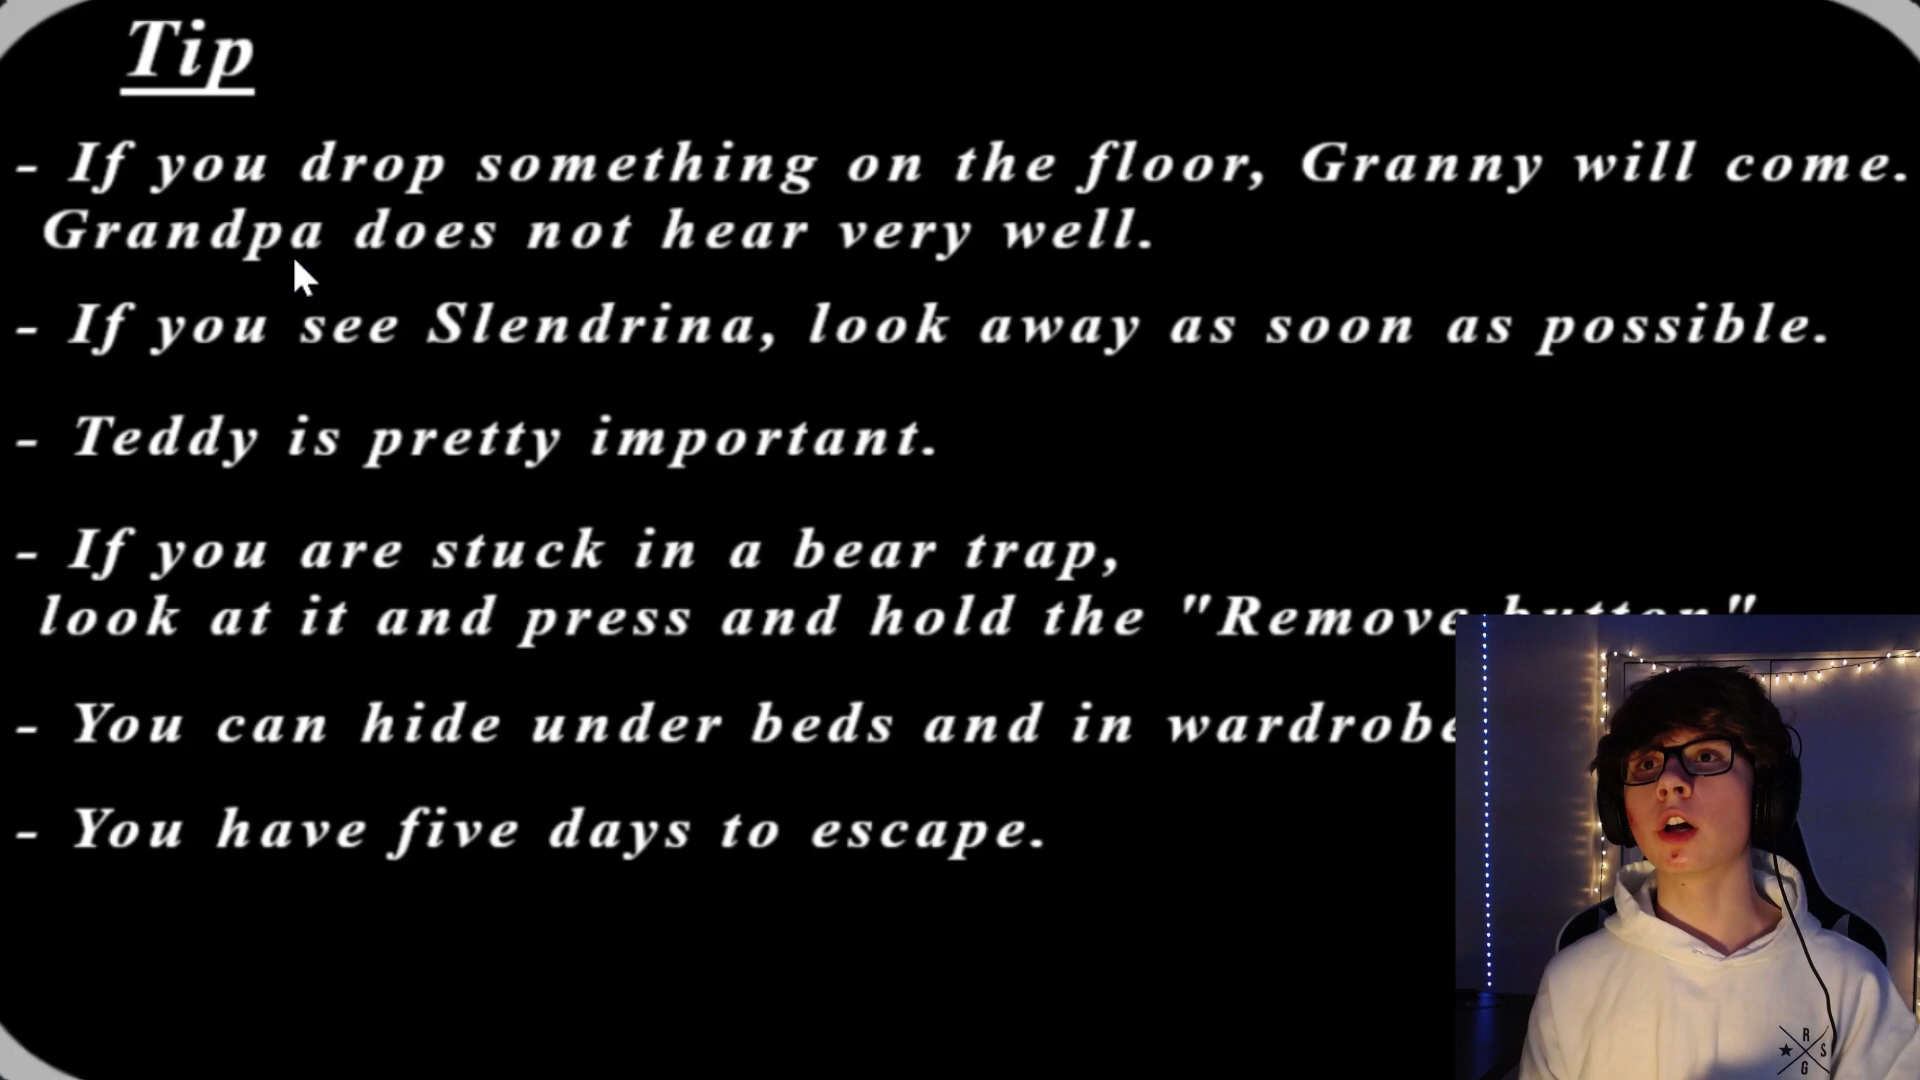 Tip
- If you drop something on the floor, Granny will come.
Grandpa does not hear very well.
- If you see Slendrina, look away as soon as possible.
- Teddy is pretty important.
- If you are stuck in a bear trap,
look at it and press and hold the "Remove button"
- You can hide under beds and in
- You have five days to escape.
R
S
G